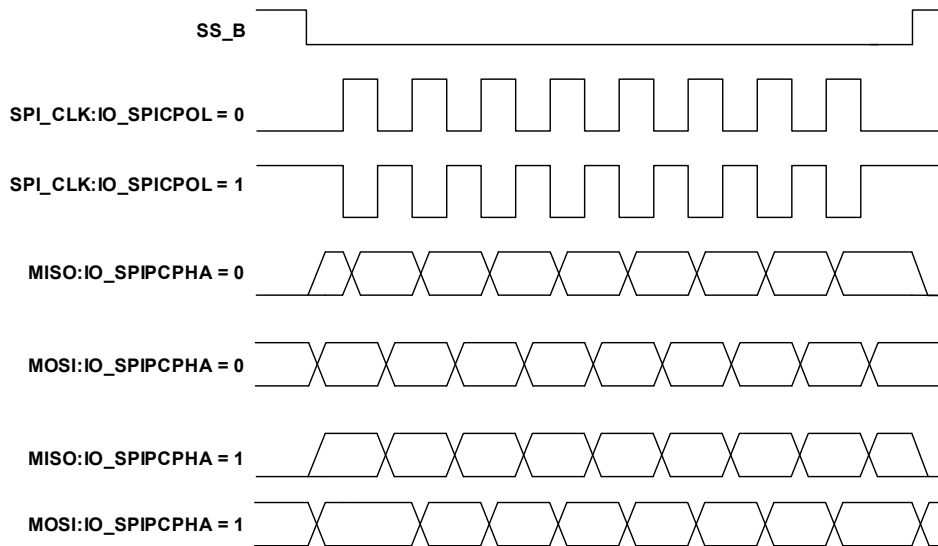 SS_B
SPI_CLK:IO_SPICPOL = 0
SPI_CLK:IO_SPICPOL = 1
MISO:IO_SPIPCPHA = 0
MOSI:IO_SPIPCPHA = 0
MISO:IO_SPIPCPHA = 1
MOSI:IO_SPIPCPHA = 1